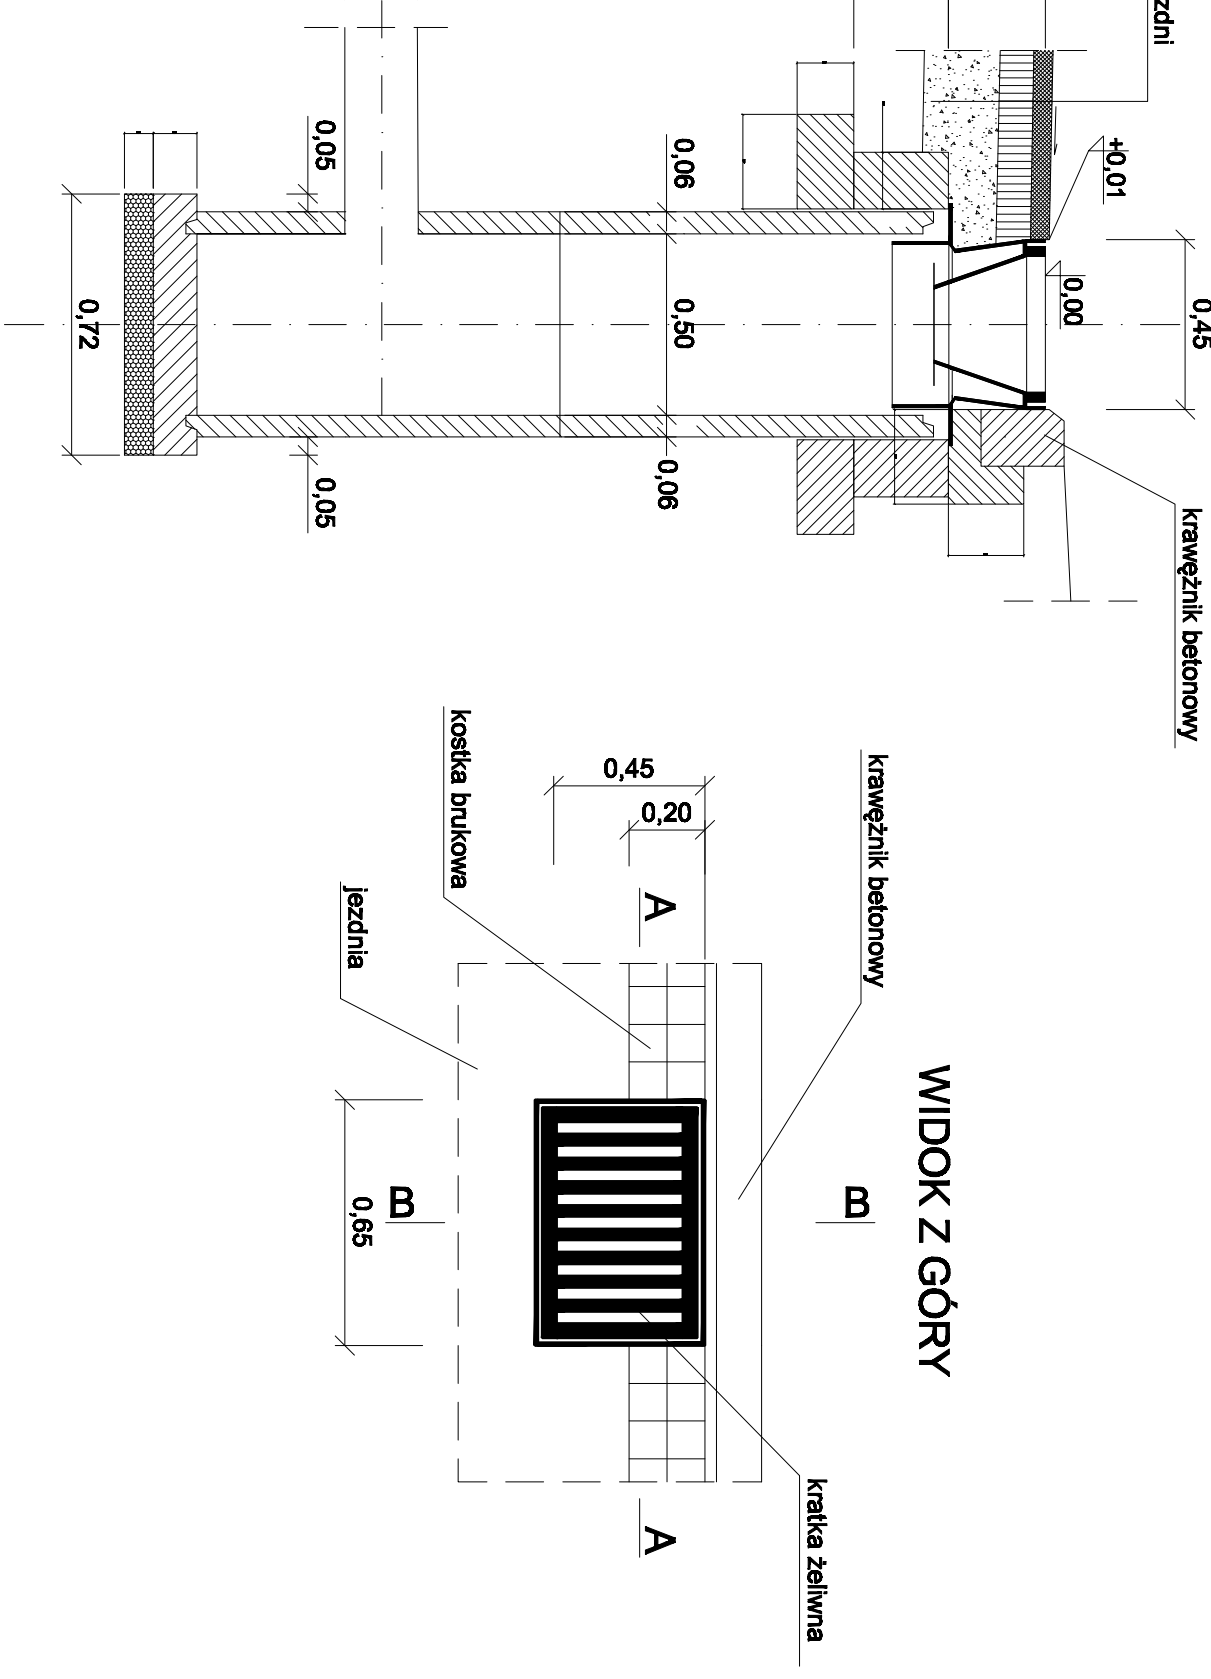 zdni
+0,01
0,00
0,45
0,05
0,06
0,50
0,06
0,05
0,72
krawężnik betonowy
WIDOK Z GÓRY
krawężnik betonowy
kostka brukowa
jezdnia
kratka żeliwna
0,45
0,20
0,65
A
A
B
B